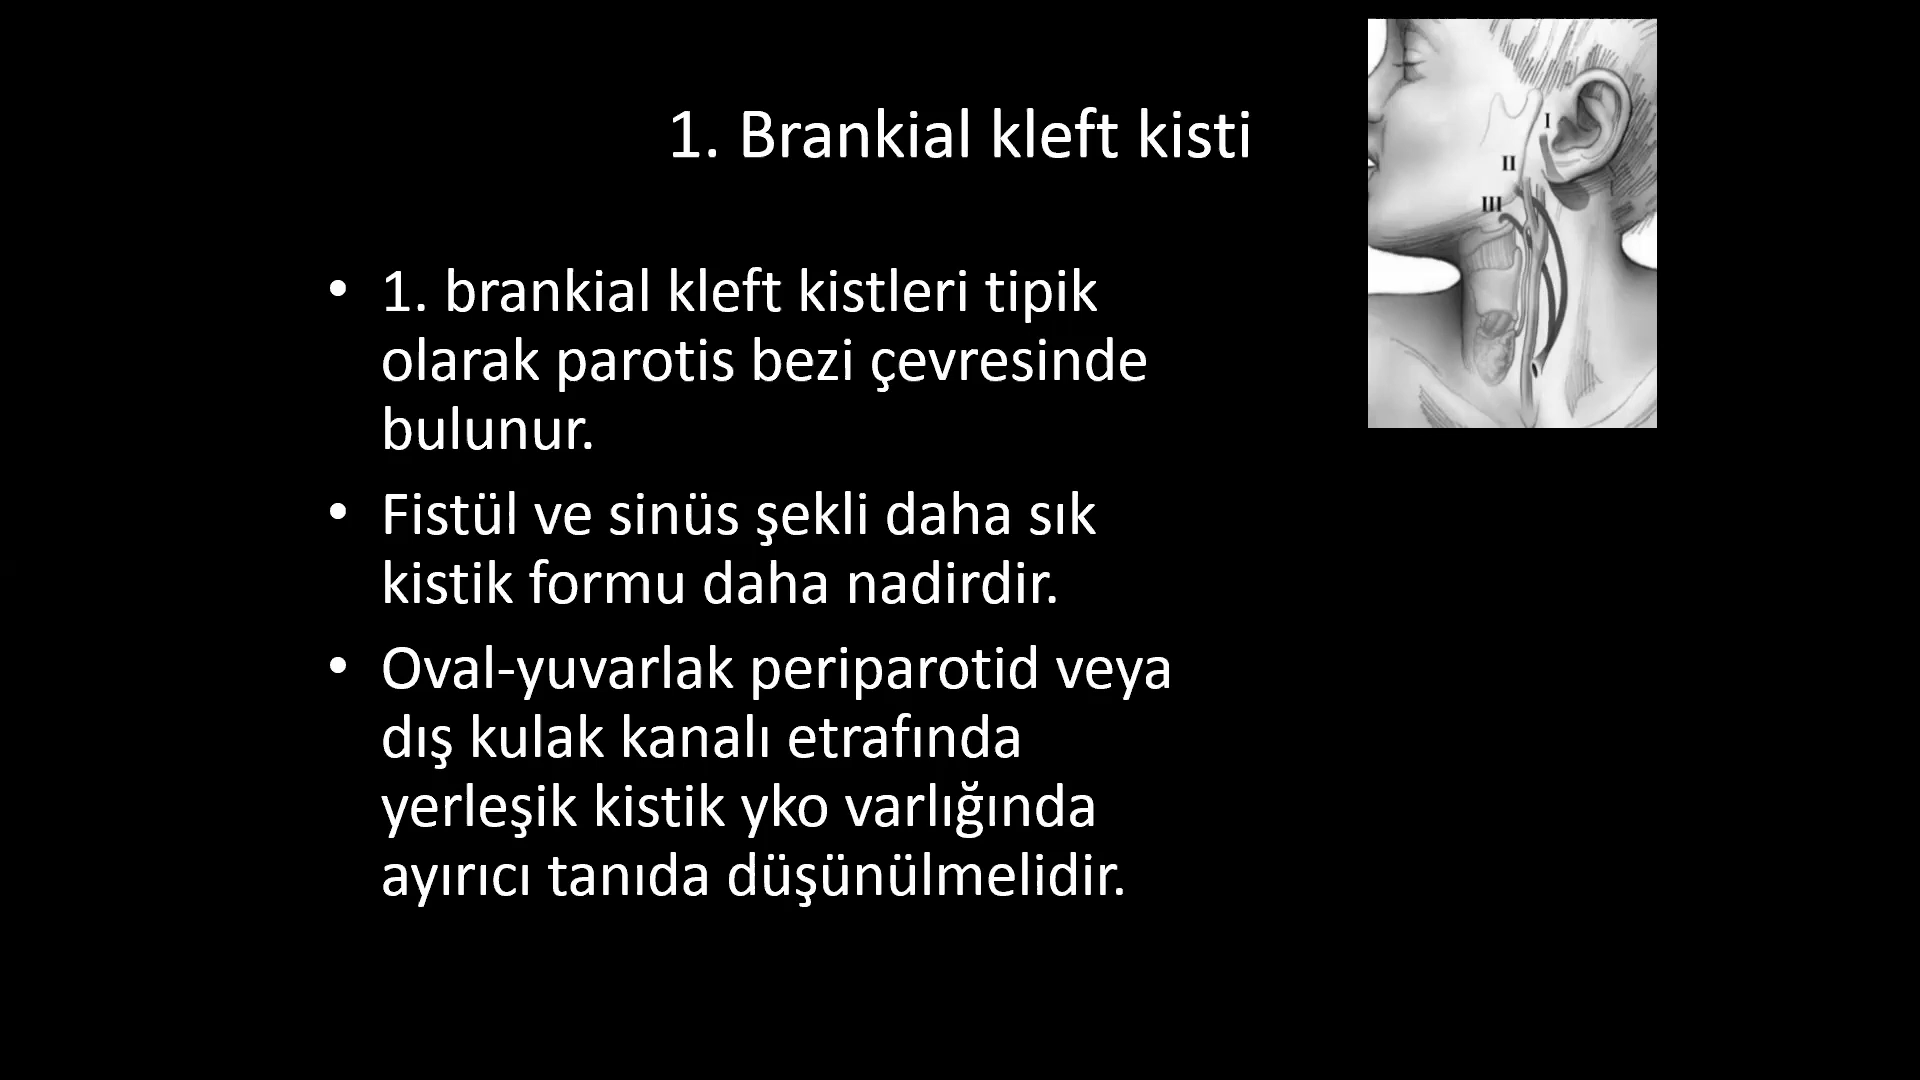 1. Brankial kleft kisti
• 1. brankial kleft kistleri tipik
olarak parotis bezi çevresinde
bulunur.
• Fistül ve sinüs şekli daha sık
kistik formu daha nadirdir.
• Oval-yuvarlak periparotid veya
dış kulak kanalı etrafında
yerleşik kistik yko varlığında
ayırıcı tanıda düşünülmelidir.
I
II
III